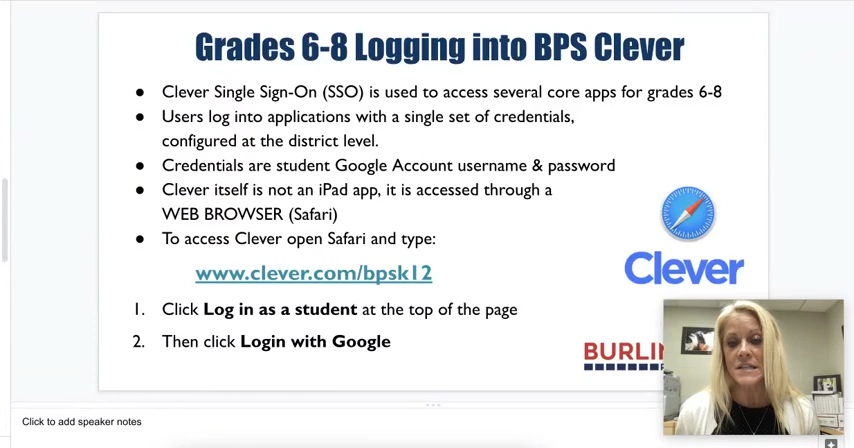 Grades 6-8 Logging into BPS Clever
● Clever Single Sign-On (SSO) is used to access several core apps for grades 6-8
● Users log into applications with a single set of credentials,
configured at the district level.
● Credentials are student Google Account username & password
● Clever itself is not an iPad app, it is accessed through a
WEB BROWSER (Safari)
● To access Clever open Safari and type:
www.clever.com/bpsk12
Clever
1. Click Log in as a student at the top of the page
2. Then click Login with Google
Click to add speaker notes